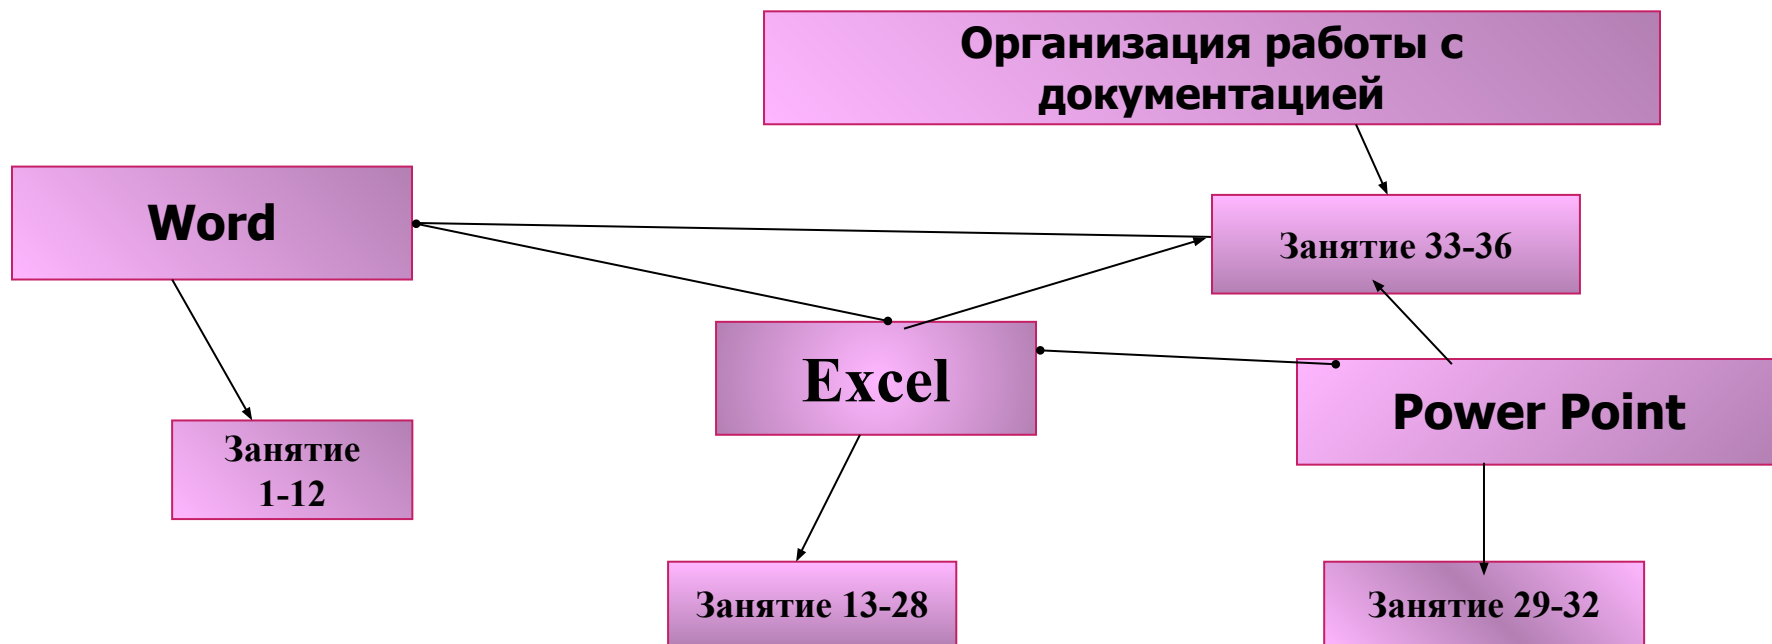 Организация работы с
документацией
Word
Занятие 33-36
Excel
Power Point
Занятие
1-12
Занятие 13-28
Занятие 29-32